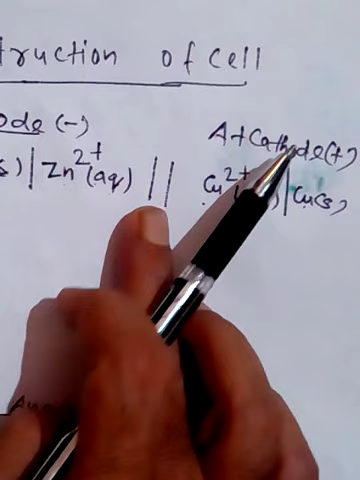 truction of Cell
ode (-) At Cathode (+)
s) | Zn2+ (aq) || Cu2+ ) | Cu(s)